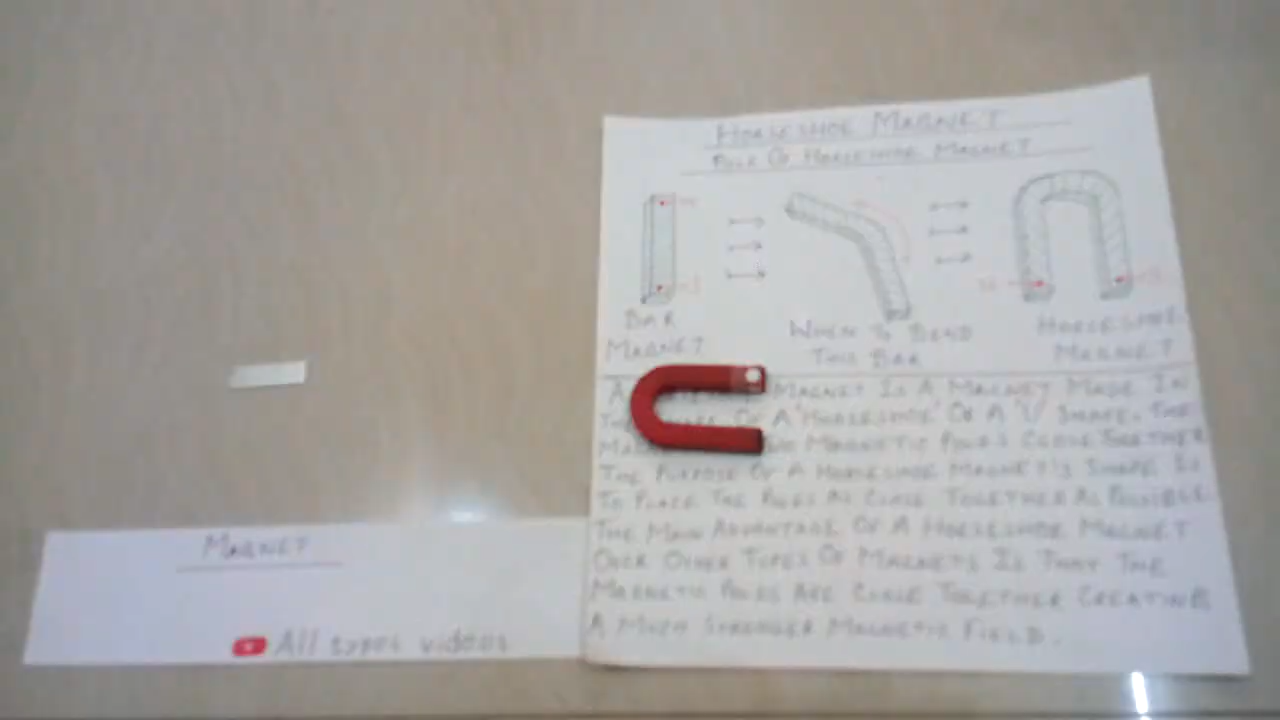 HORSESHOE MAGNET
POLE OF HORSESHOE MAGNET
BAR
MAGNET
WHEN TO BEND
THIS BAR
HORSESHOE
MAGNET
A MAGNET IS A MAGNET MADE IN
OF A 'HORSESHOE' OR A 'U' SHAPE. THE
MAGNETIC POLES CLOSE TOGETHER
THE PURPOSE OF A HORSESHOE MAGNET'S SHAPE IS
TO PLACE THE POLES AS CLOSE TOGETHER AS POSSIBLE
THE MAIN ADVANTAGE OF A HORSESHOE MAGNET
OVER OTHER TYPES OF MAGNETS IS THAT THE
MAGNETIC POLES ARE CLOSE TOGETHER CREATING
A MUCH STRONGER MAGNETIC FIELD.
MAGNET
All types videos